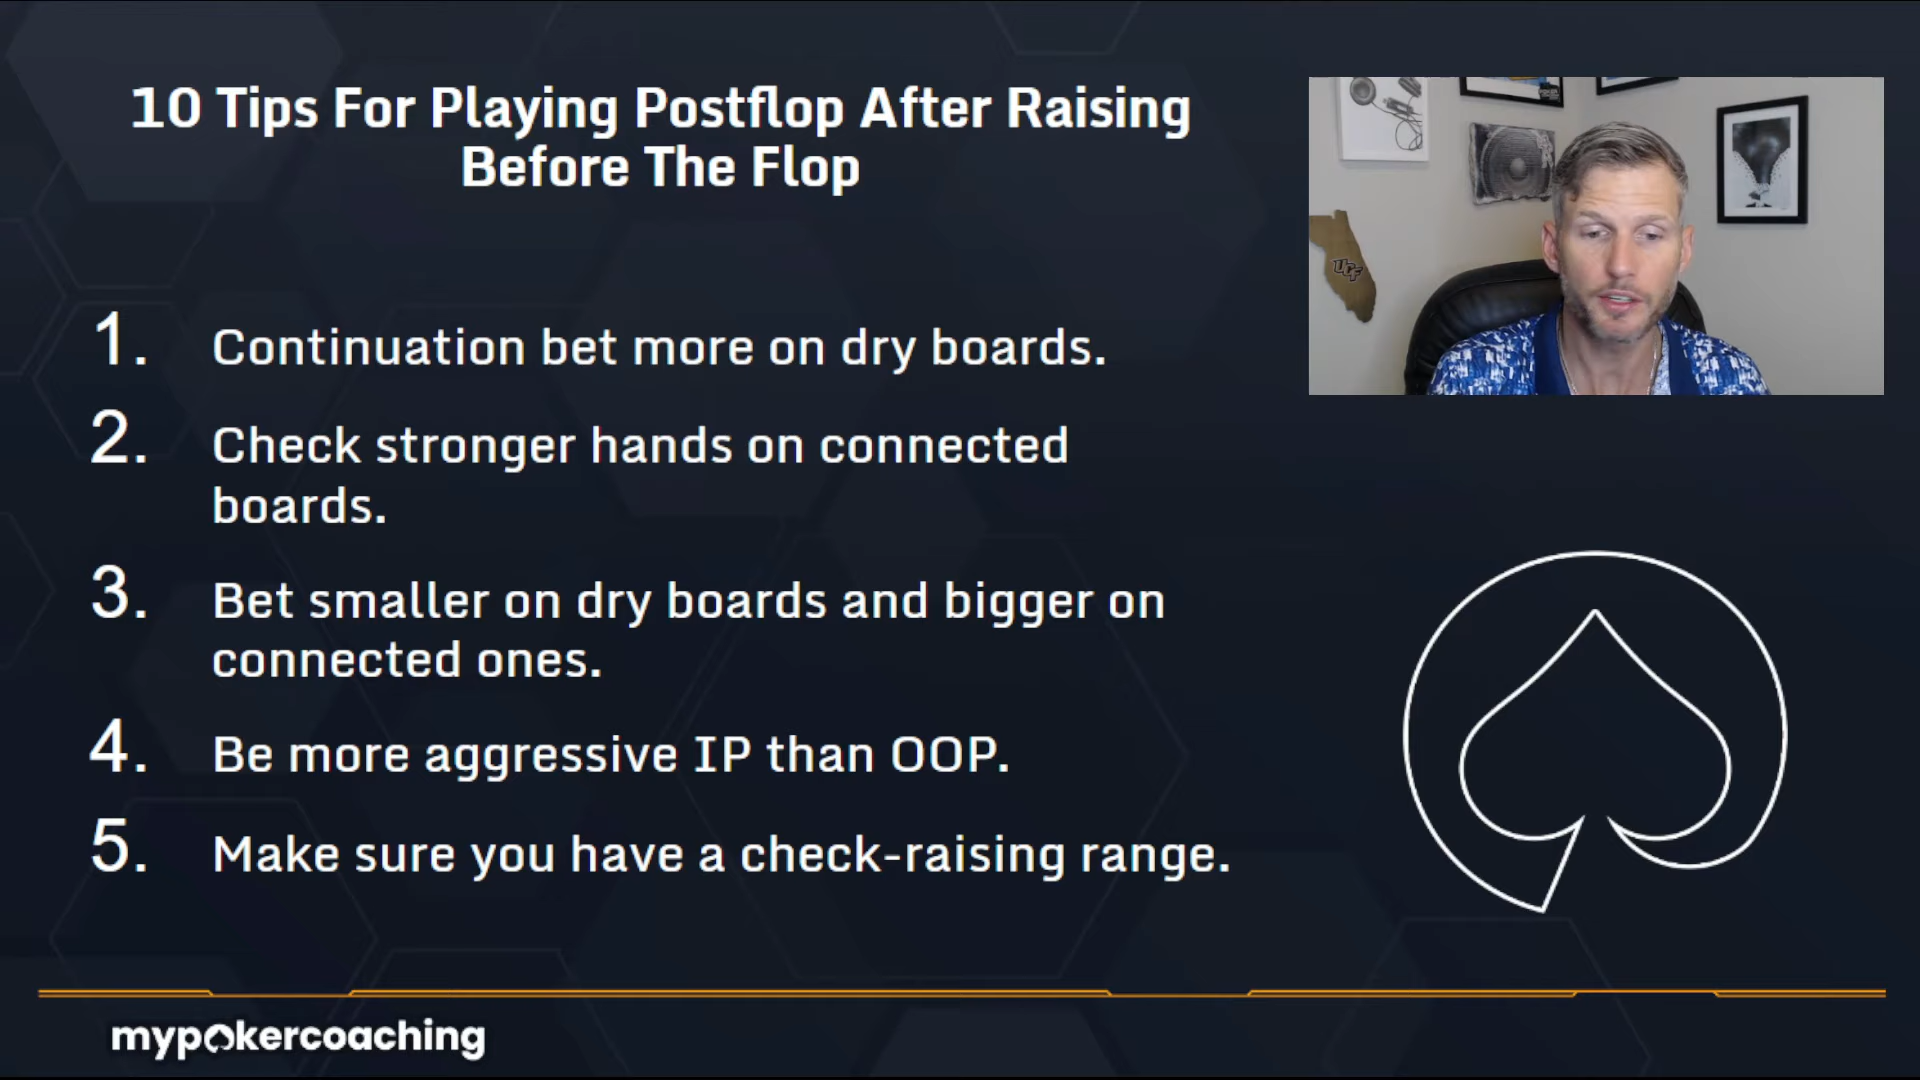 10 Tips For Playing Postflop After Raising
Before The Flop
1. Continuation bet more on dry boards.
2. Check stronger hands on connected
boards.
3. Bet smaller on dry boards and bigger on
connected ones.
4. Be more aggressive IP than OOP.
5. Make sure you have a check-raising range.
UCF
mypokercoaching